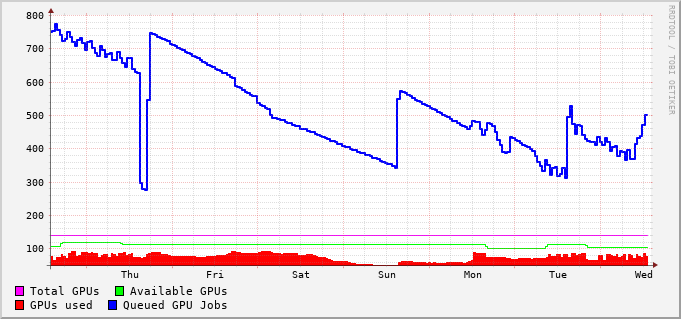 800
700
600
500
400
300
200
100
Thu Fri Sat Sun Mon Tue Wed
Total GPUs Available GPUs
GPUs used Queued GPU Jobs
RRDTOOL / TOBI OETIKER